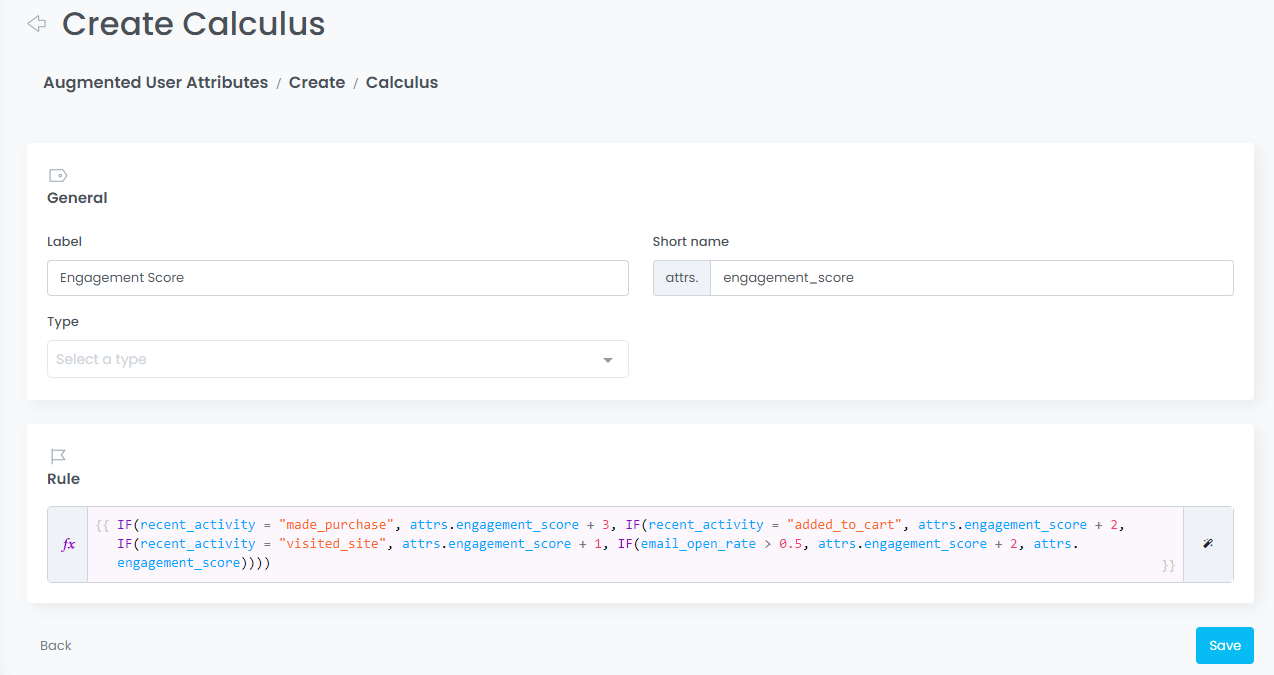 Create Calculus
Augmented User Attributes / Create / Calculus
General
Label
Short name
Engagement Score
attrs. engagement_score
Type
Select a type
Rule
fx
{{ IF(recent_activity = "made_purchase", attrs.engagement_score + 3, IF(recent_activity = "added_to_cart", attrs.engagement_score + 2,
IF(recent_activity = "visited_site", attrs.engagement_score + 1, IF(email_open_rate > 0.5, attrs.engagement_score + 2, attrs.
engagement_score)))) }}
Back
Save